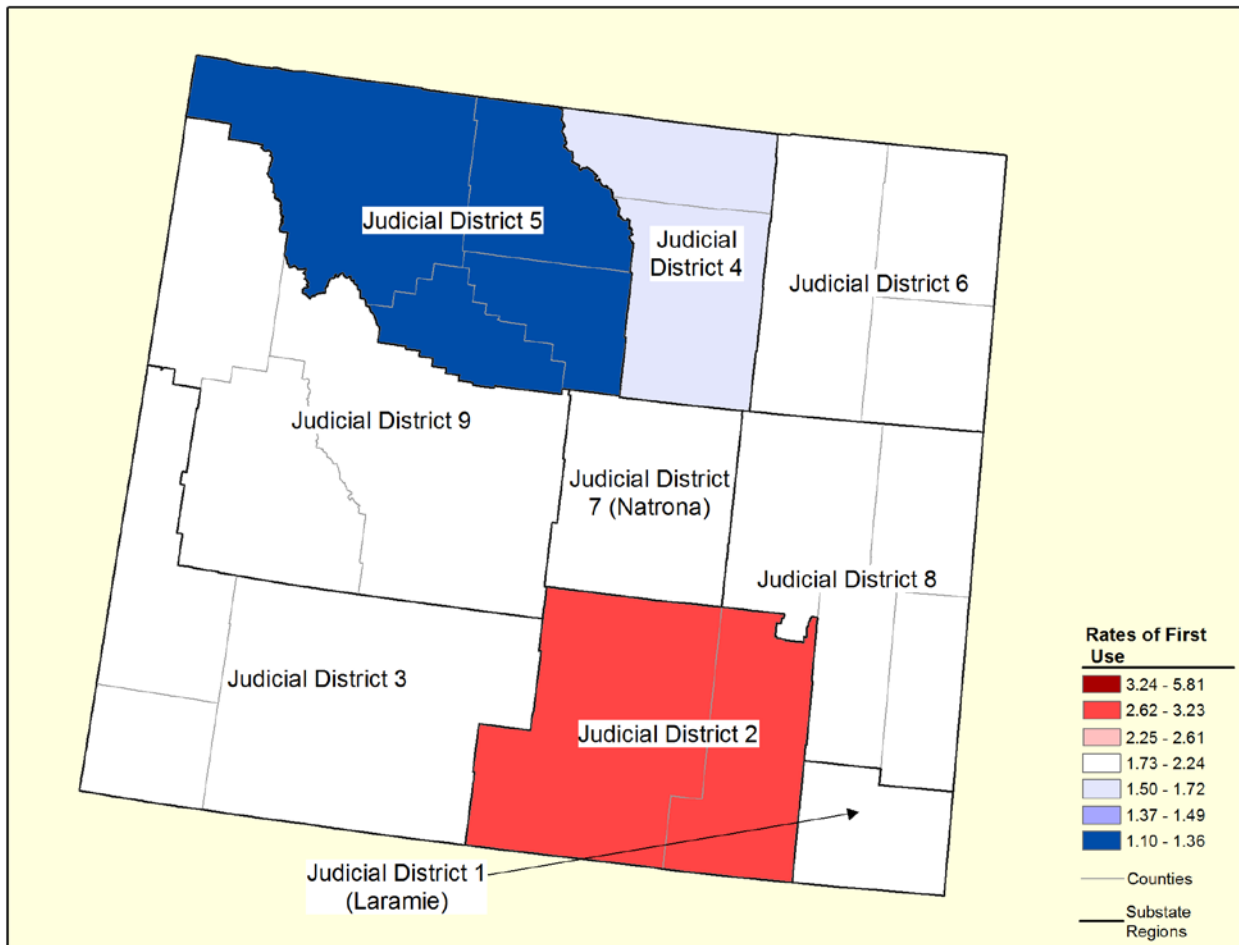 Judicial District 5
Judicial
District 4
Judicial District 6
Judicial District 9
Judicial District
7 (Natrona)
Judicial District 8
Judicial District 3
Judicial District 2
Judicial District 1
(Laramie)
Rates of First
Use
3.24 - 5.81
2.62 - 3.23
2.25 - 2.61
1.73 - 2.24
1.50 - 1.72
1.37 - 1.49
1.10 - 1.36
Counties
Substate
Regions